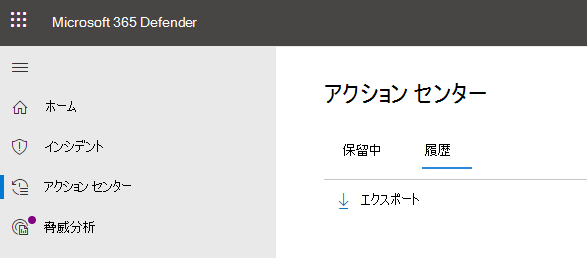 Microsoft 365 Defender
ホーム
インシデント
アクション センター
脅威分析
アクション センター
保留中 履歴
エクスポート